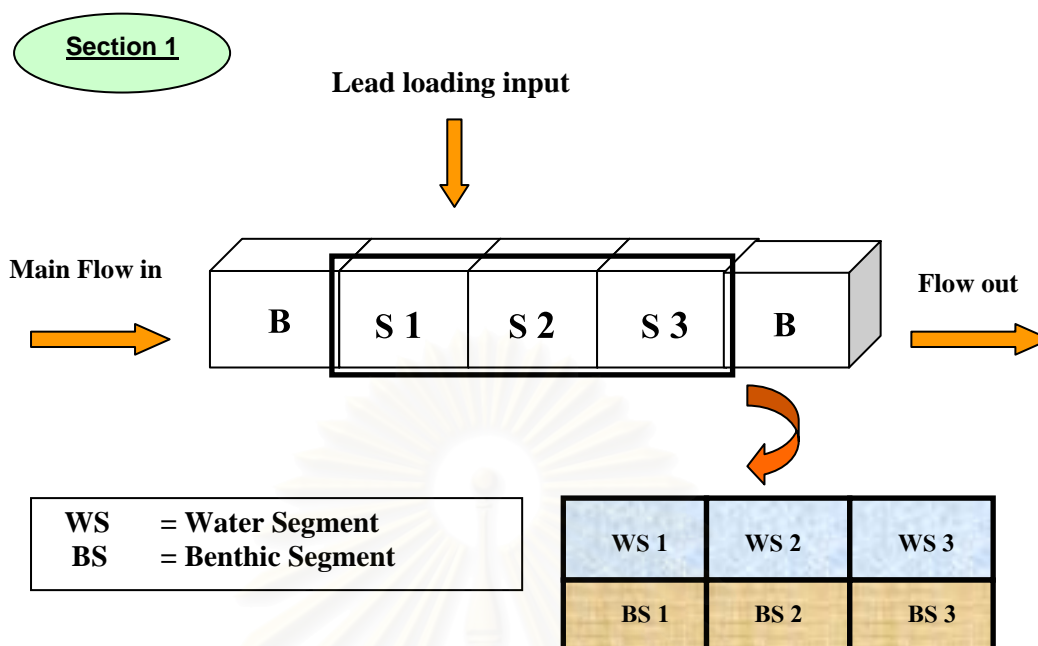 Section 1
Lead loading input
Main Flow in
Flow out
B
S 1
S 2
S 3
B
WS = Water Segment
BS = Benthic Segment
WS 1
WS 2
WS 3
BS 1
BS 2
BS 3